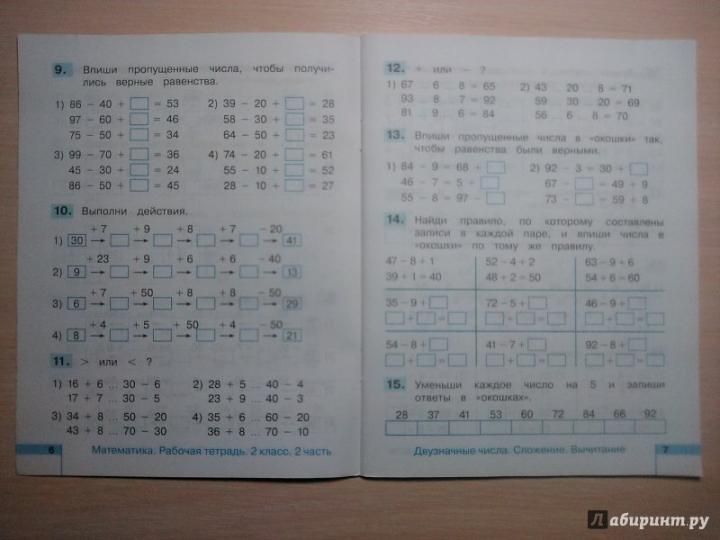 9. Впиши пропущенные числа, чтобы получи-
лись верные равенства.
1) 86 − 40 + □ = 53 2) 39 − 20 + □ = 28
97 − 60 + □ = 46 58 − 30 + □ = 35
75 − 50 + □ = 34 64 − 50 + □ = 23
3) 99 − 70 + □ = 36 4) 74 − 20 + □ = 61
45 − 30 + □ = 24 55 − 10 + □ = 52
86 − 50 + □ = 45 28 − 10 + □ = 27
10. Выполни действия.
+ 7 + 9 + 8 + 7 − 20
1) 30 → □ → □ → □ → □ → 41
+ 23 + 9 + 6 + 6 − 40
2) 9 → □ → □ → □ → □ → 13
+ 7 + 50 + 8 + 8 − 50
3) 6 → □ → □ → □ → □ → 29
+ 4 + 5 + 50 + 4 − 50
4) 8 → □ → □ → □ → □ → 21
11. > или < ?
1) 16 + 6 ... 30 − 6 2) 28 + 5 ... 40 − 4
17 + 7 ... 30 − 5 23 + 9 ... 40 − 3
3) 34 + 8 ... 50 − 20 4) 35 + 6 ... 60 − 20
43 + 8 ... 70 − 30 36 + 8 ... 70 − 10
6 Математика. Рабочая тетрадь. 2 класс. 2 часть
12. + или − ?
1) 67 ... 6 ... 8 = 65 2) 43 ... 20 ... 8 = 71
93 ... 8 ... 7 = 92 59 ... 30 ... 20 = 69
81 ... 9 ... 6 = 84 56 ... 6 ... 8 = 70
13. Впиши пропущенные числа в «окошки» так,
чтобы равенства были верными.
1) 84 − 9 = 68 + □ 2) 92 − 3 = 30 + □
46 − 7 = 5 + □ 67 − □ = 49 + 9
55 − 8 = 97 − □ 73 − □ = 59 + 8
14. Найди правило, по которому составлены
записи в каждой паре, и впиши числа в
«окошки» по тому же правилу.
47 − 8 + 1 52 − 4 + 2 63 − 9 + 6
39 + 1 = 40 48 + 2 = 50 54 + 6 = 60
35 − 9 + □ 72 − 5 + □ 46 − 9 + □
□ + □ = □ □ + □ = □ □ + □ = □
54 − 8 + □ 41 − 7 + □ 92 − 8 + □
□ + □ = □ □ + □ = □ □ + □ = □
15. Уменьши каждое число на 5 и запиши
ответы в «окошках».
28 37 41 53 60 72 84 66 92
Двузначные числа. Сложение. Вычитание 7
Лабиринт.ру